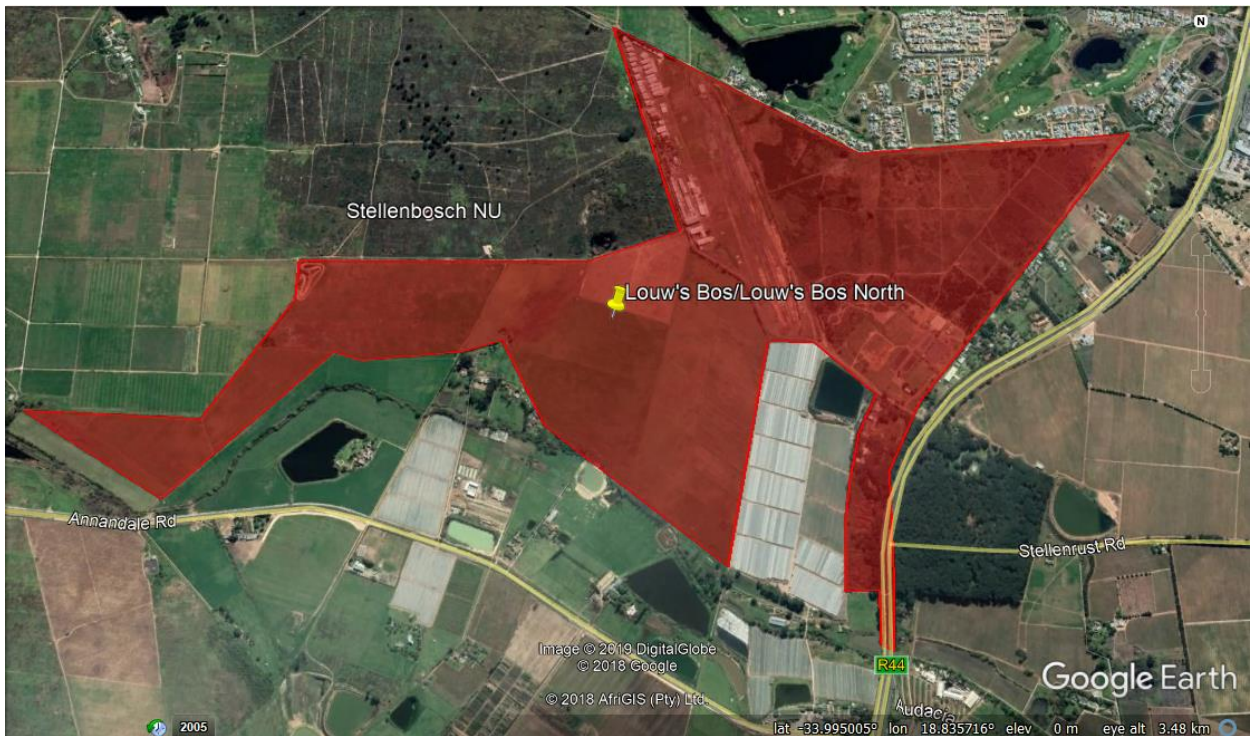 N
Stellenbosch NU
Louw's Bos/Louw's Bos North
Annandale Rd
Stellenrust Rd
Image © 2019 DigitalGlobe
© 2018 Google
© 2018 AfriGIS (Pty) Ltd.
R44
Google Earth
Audacia
2005
lat -33.995005° lon 18.835716° elev 0 m eye alt 3.48 km